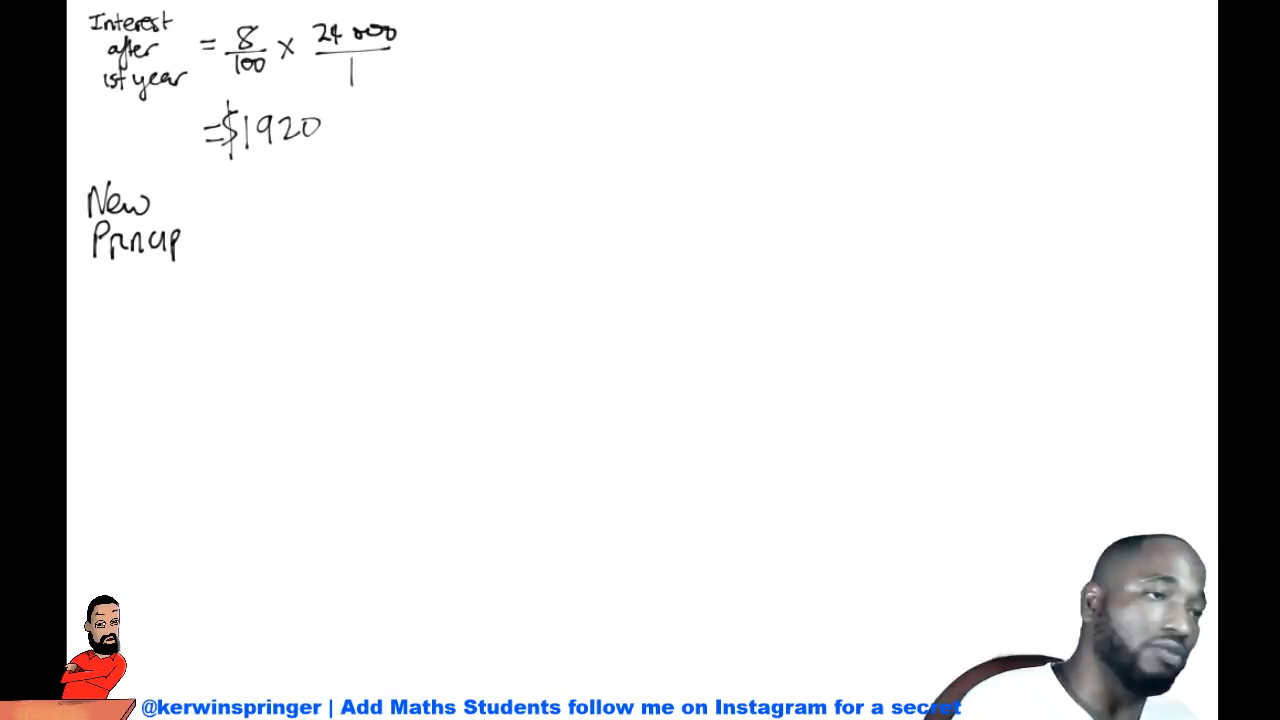 Interest
after
1st year
= 8/100 × 24 000/1
= $1920
New
Princip
@kerwinspringer | Add Maths Students follow me on Instagram for a secret